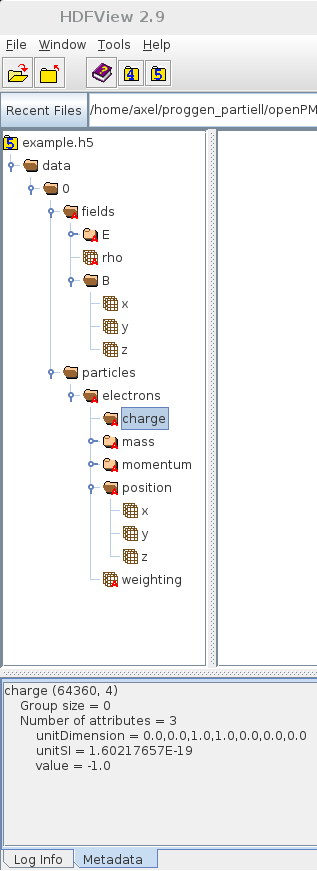 HDFView 2.9
File Window Tools Help
4 5
Recent Files /home/axel/proggen_partiell/openPM
5 example.h5
data
0
fields
E
rho
B
x
y
z
particles
electrons
charge
mass
momentum
position
x
y
z
weighting
charge (64360, 4)
Group size = 0
Number of attributes = 3
unitDimension = 0.0,0.0,1.0,1.0,0.0,0.0,0.0
unitSI = 1.60217657E-19
value = -1.0
Log Info Metadata